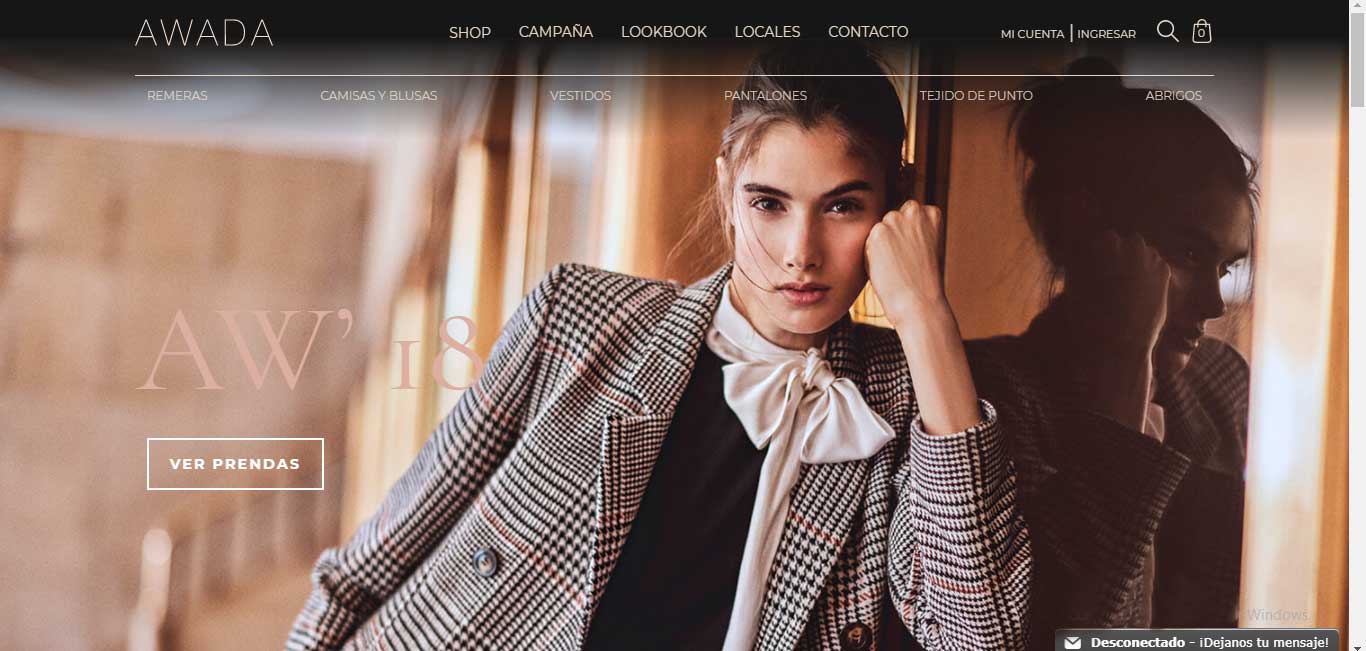 AWADA
SHOP CAMPAÑA LOOKBOOK LOCALES CONTACTO
MI CUENTA | INGRESAR
0
REMERAS CAMISAS Y BLUSAS VESTIDOS PANTALONES TEJIDO DE PUNTO ABRIGOS
AW' 18
VER PRENDAS
Windows.
Desconectado - ¡Dejanos tu mensaje!